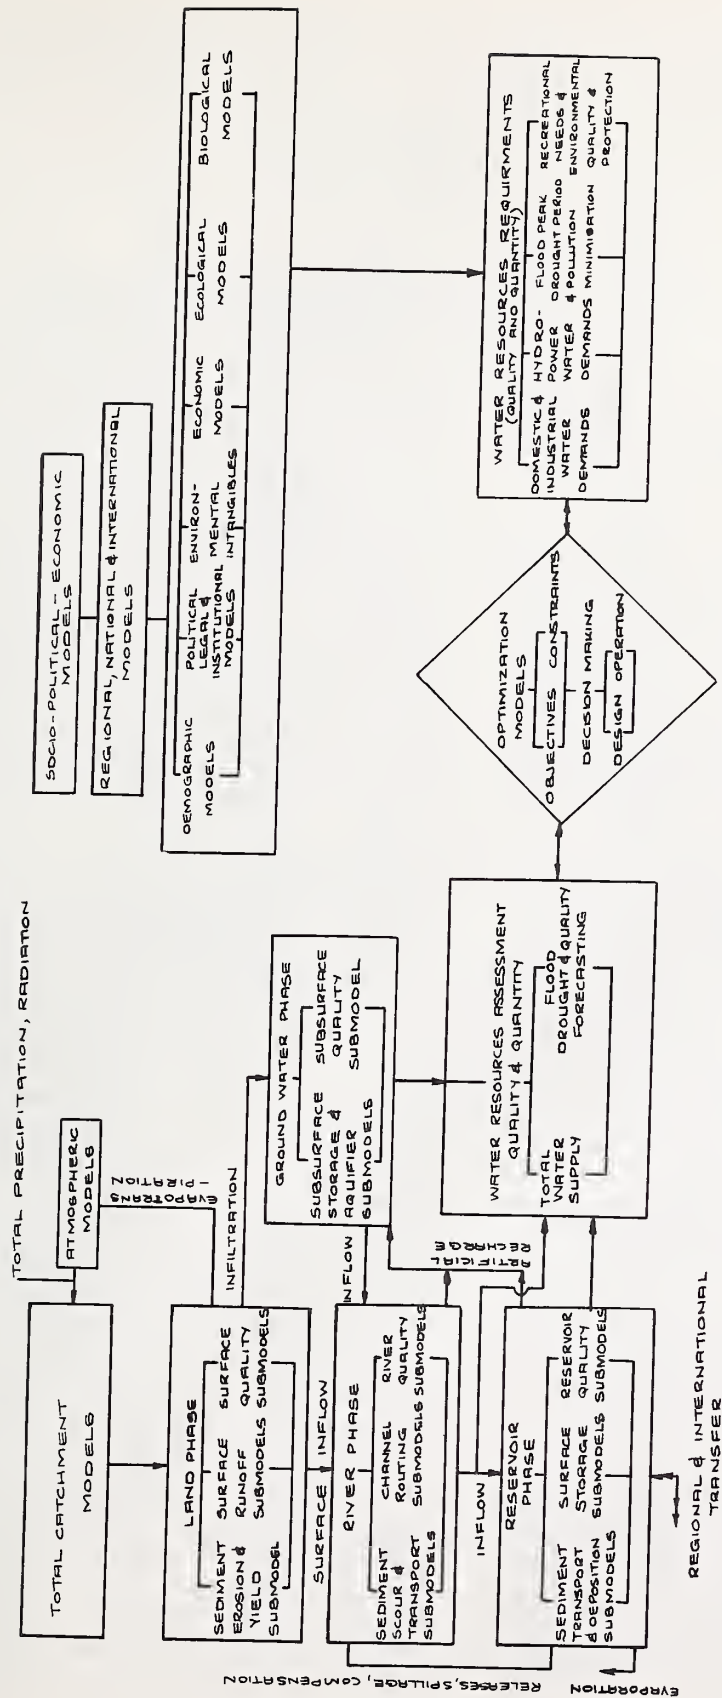 TOTAL PRECIPITATION, RADIATION
TOTAL CATCHMENT
MODELS
ATMOSPHERIC
MODELS
EVAPOTRANS
-PIRATION
LAND PHASE
SEDIMENT
EROSION &
YIELD
SUBMODEL
SURFACE
RUNOFF
SUBMODELS
SURFACE
QUALITY
SUBMODELS
INFILTRATION
SURFACE INFLOW
GROUND WATER PHASE
SUBSURFACE
STORAGE &
AQUIFIER
SUBMODELS
SUBSURFACE
QUALITY
SUBMODEL
INFLOW
RIVER PHASE
SEDIMENT
SCOUR &
TRANSPORT
SUBMODELS
CHANNEL
ROUTING
SUBMODELS
RIVER
QUALITY
SUBMODELS
ARTIFICIAL
RECHARGE
INFLOW
RESERVOIR
PHASE
SEDIMENT
TRANSPORT
& DEPOSITION
SUBMODELS
SURFACE
STORAGE
SUBMODELS
RESERVOIR
QUALITY
SUBMODELS
RELEASES, SPILLAGE, COMPENSATION
EVAPORATION
REGIONAL & INTERNATIONAL
TRANSFER
WATER RESOURCES ASSESSMENT
QUALITY & QUANTITY
TOTAL
WATER
SUPPLY
FLOOD
DROUGHT & QUALITY
FORECASTING
SOCIO-POLITICAL-ECONOMIC
MODELS
REGIONAL, NATIONAL & INTERNATIONAL
MODELS
DEMOGRAPHIC
MODELS
POLITICAL
LEGAL &
INSTITUTIONAL
MODELS
ENVIRON-
MENTAL
INTANGIBLES
ECONOMIC
MODELS
ECOLOGICAL
MODELS
BIOLOGICAL
MODELS
OPTIMIZATION
MODELS
OBJECTIVES CONSTRAINTS
DECISION MAKING
DESIGN OPERATION
WATER RESOURCES REQUIRMENTS
(QUALITY AND QUANTITY)
DOMESTIC &
INDUSTRIAL
WATER
DEMANDS
HYDRO-
POWER
WATER
DEMANDS
FLOOD PEAK
DROUGHT PERIOD
& POLLUTION
MINIMISATION
RECREATIONAL
NEEDS &
ENVIRONMENTAL
QUALITY &
PROTECTION